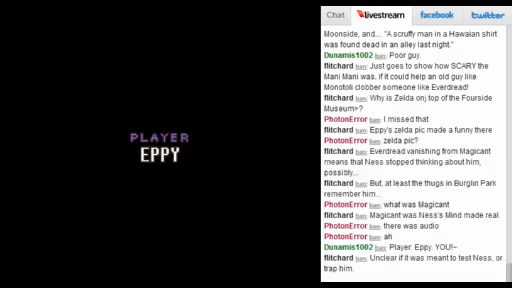 PLAYER
EPPY
Chat livestream facebook twitter
Moonside, and.... "A scruffy man in a Hawaiian shirt
was found dead in an alley last night."
Dunamis1002 ban: Poor guy.
flitchard ban: Just goes to show how SCARY the
Mani Mani was, if it could help an old guy like
Monotoli clobber someone like Everdread!
flitchard ban: Why is Zelda onj top of the Fourside
Museum>?
PhotonError ban: I missed that
flitchard ban: Eppy's zelda pic made a funny there
PhotonError ban: zelda pic?
flitchard ban: Everdread vanishing from Magicant
means that Ness stopped thinking about him,
possibly...
flitchard ban: But, at least the thugs in Burglin Park
remember him...
PhotonError ban: what was Magicant
flitchard ban: Magicant was Ness's Mind made real
PhotonError ban: there was audio
PhotonError ban: ah
Dunamis1002 ban: Player: Eppy. YOU!~
flitchard ban: Unclear if it was meant to test Ness, or
trap him.